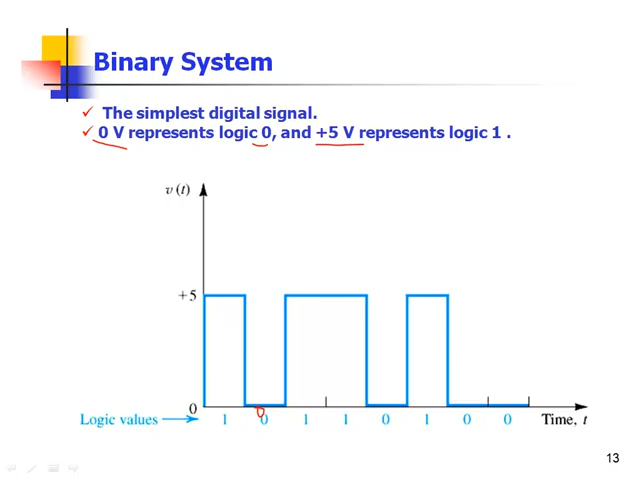 Binary System
✓ The simplest digital signal.
✓ 0 V represents logic 0, and +5 V represents logic 1 .
v (t)
+5
0
0
Logic values 1 0 1 1 0 1 0 0 Time, t
13